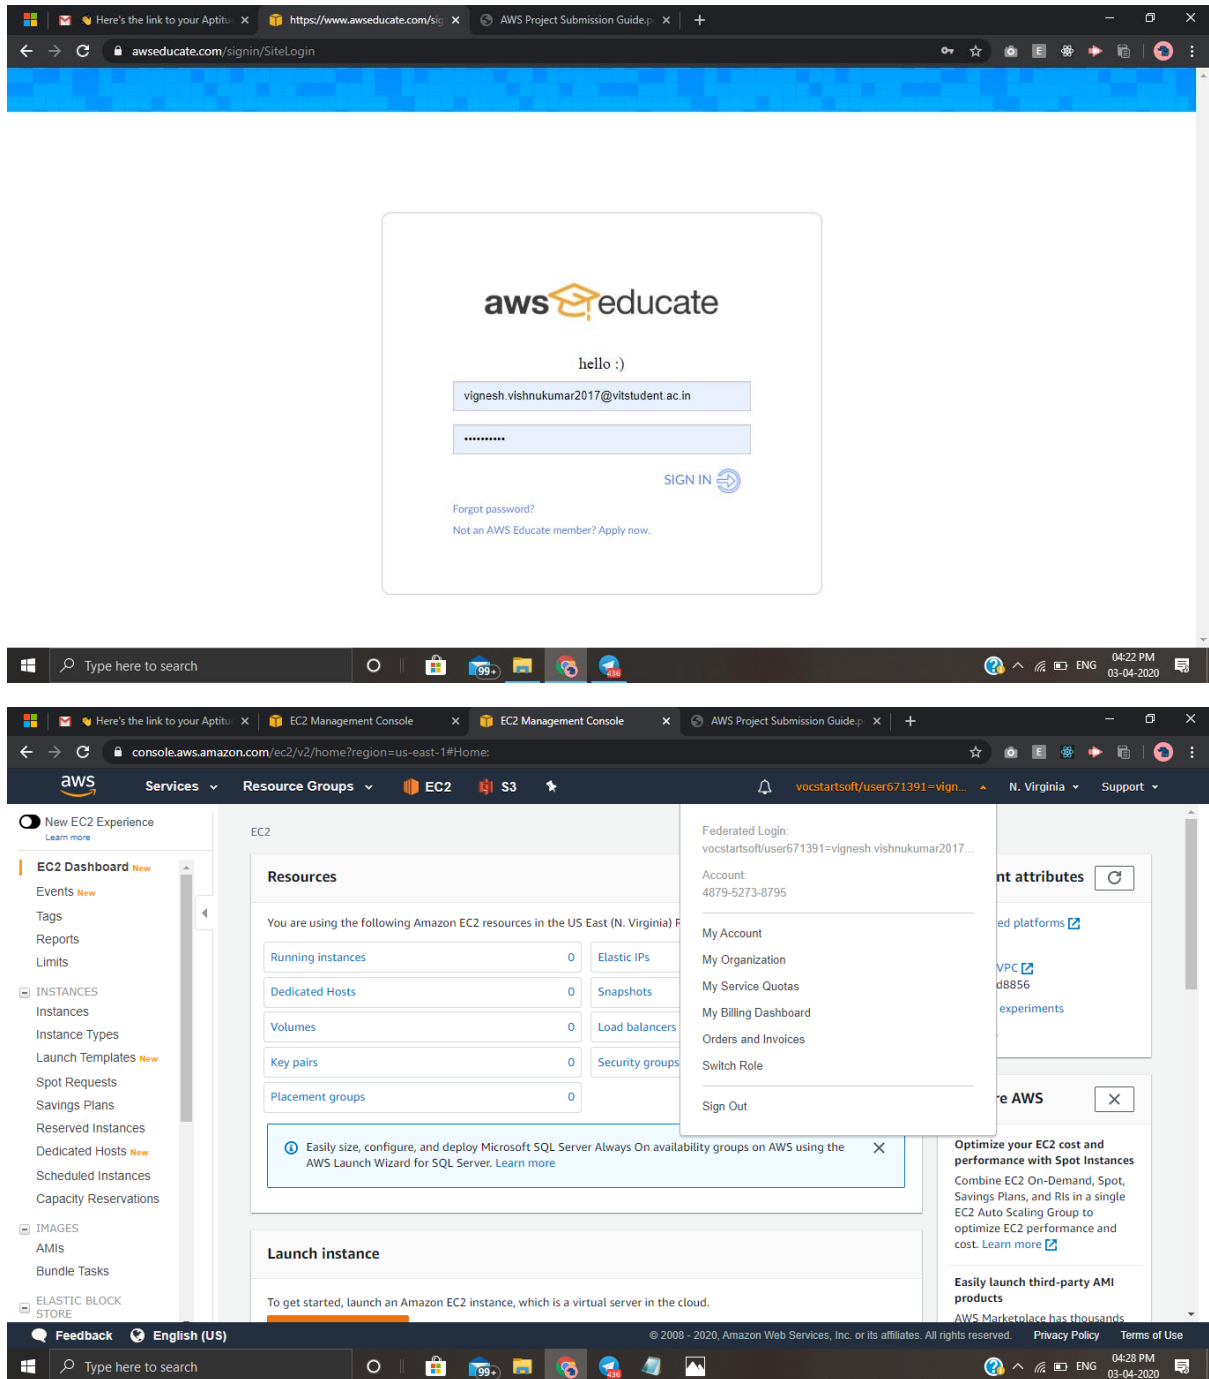 Here's the link to your Aptitu
https://www.awseducate.com/sig
AWS Project Submission Guide.p
awseducate.com/signin/SiteLogin
aws educate
hello :)
vignesh.vishnukumar2017@vitstudent.ac.in
••••••••••
SIGN IN
Forgot password?
Not an AWS Educate member? Apply now.
Type here to search
99+
436
ENG
04:22 PM
03-04-2020
Here's the link to your Aptitu
EC2 Management Console
EC2 Management Console
AWS Project Submission Guide.p
console.aws.amazon.com/ec2/v2/home?region=us-east-1#Home:
aws
Services
Resource Groups
EC2
S3
vocstartsoft/user671391=vign...
N. Virginia
Support
New EC2 Experience
Learn more
EC2 Dashboard New
Events New
Tags
Reports
Limits
INSTANCES
Instances
Instance Types
Launch Templates New
Spot Requests
Savings Plans
Reserved Instances
Dedicated Hosts New
Scheduled Instances
Capacity Reservations
IMAGES
AMIs
Bundle Tasks
ELASTIC BLOCK
STORE
EC2
Resources
You are using the following Amazon EC2 resources in the US East (N. Virginia) R
Running instances 0
Elastic IPs
Dedicated Hosts 0
Snapshots
Volumes 0
Load balancers
Key pairs 0
Security groups
Placement groups 0
Easily size, configure, and deploy Microsoft SQL Server Always On availability groups on AWS using the
AWS Launch Wizard for SQL Server. Learn more
Launch instance
To get started, launch an Amazon EC2 instance, which is a virtual server in the cloud.
Federated Login:
vocstartsoft/user671391=vignesh.vishnukumar2017...
Account:
4879-5273-8795
My Account
My Organization
My Service Quotas
My Billing Dashboard
Orders and Invoices
Switch Role
Sign Out
nt attributes
ed platforms
VPC
d8856
experiments
re AWS
Optimize your EC2 cost and
performance with Spot Instances
Combine EC2 On-Demand, Spot,
Savings Plans, and RIs in a single
EC2 Auto Scaling Group to
optimize EC2 performance and
cost. Learn more
Easily launch third-party AMI
products
AWS Marketplace has thousands
Feedback
English (US)
© 2008 - 2020, Amazon Web Services, Inc. or its affiliates. All rights reserved.
Privacy Policy
Terms of Use
Type here to search
99+
436
ENG
04:28 PM
03-04-2020